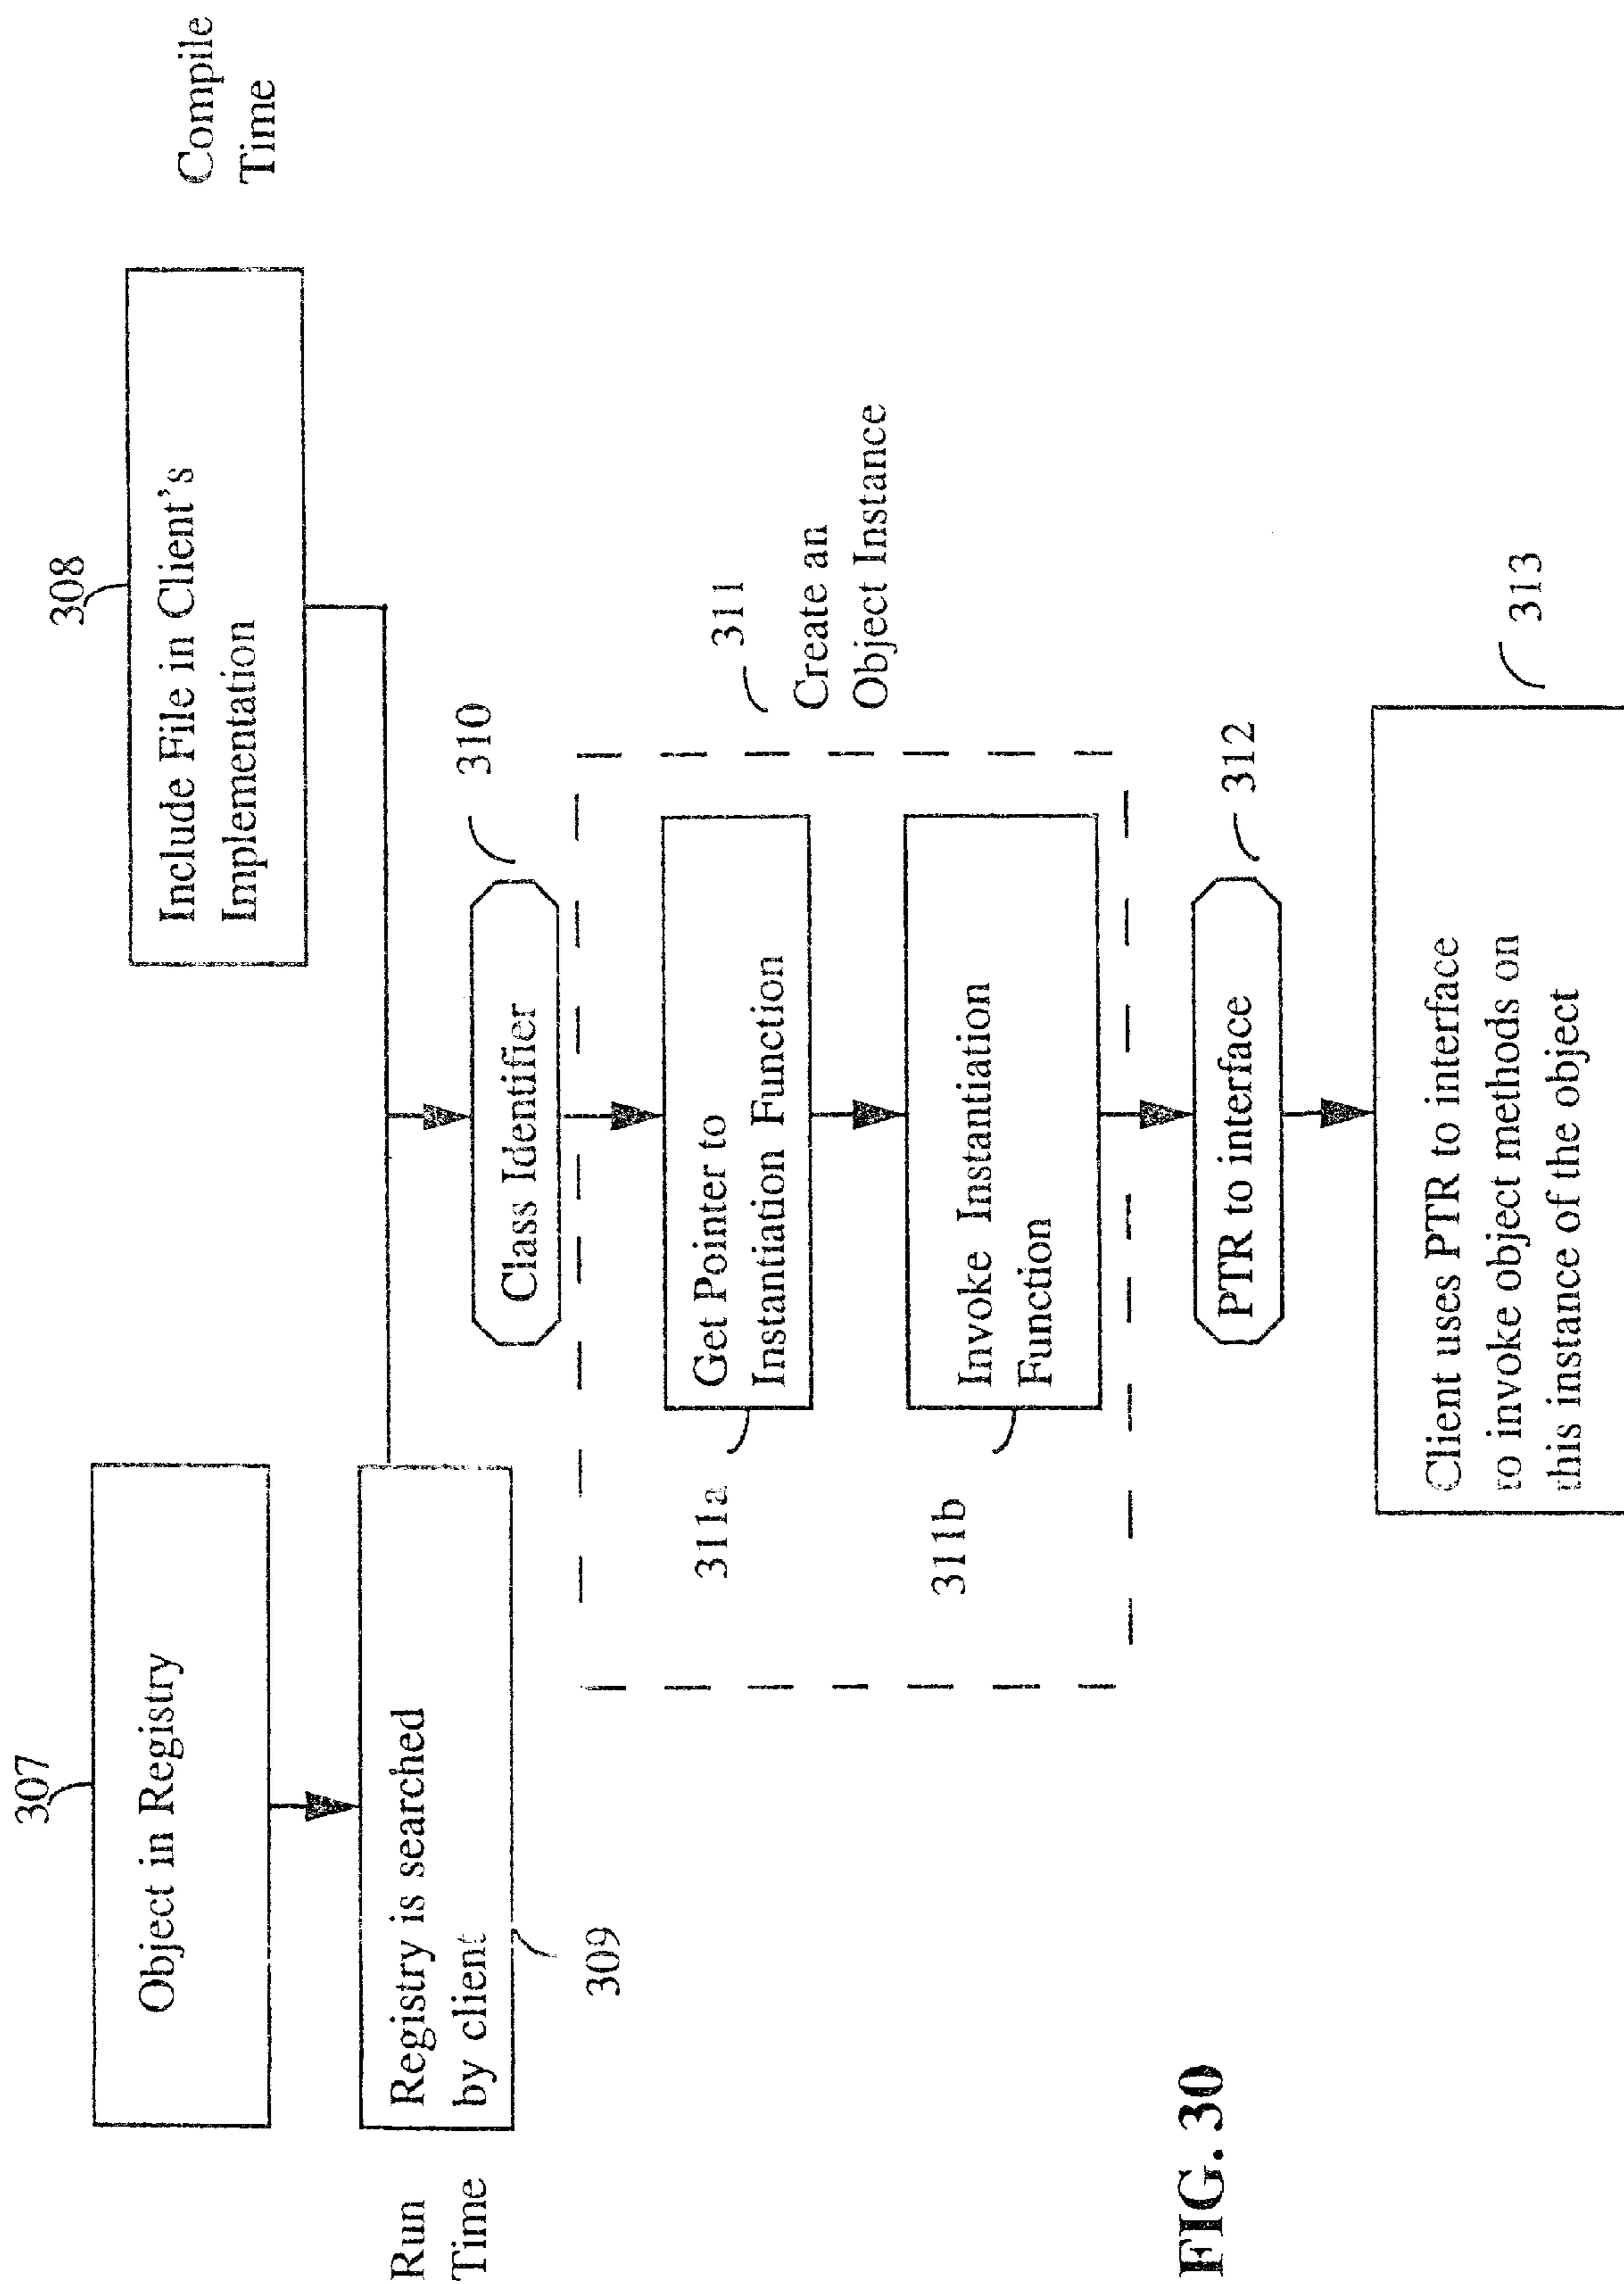 307
Object in Registry
308
Include File in Client's
Implementation
Compile
Time
Run
Time
Registry is searched
by client
309
310
Class Identifier
311
Create an
Object Instance
311a
Get Pointer to
Instantiation Function
311b
Invoke Instantiation
Function
312
PTR to interface
313
Client uses PTR to interface
to invoke object methods on
this instance of the object
FIG. 30